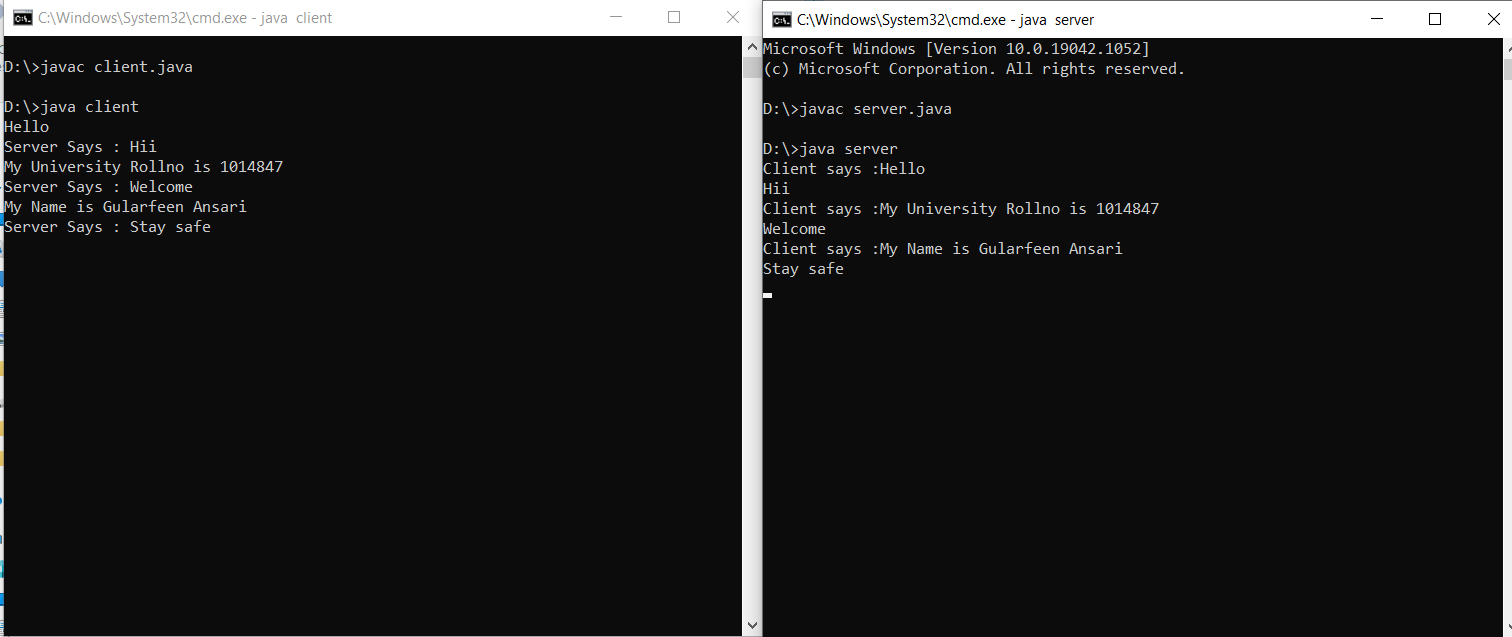 C:\Windows\System32\cmd.exe - java  client
D:\>javac client.java
D:\>java client
Hello
Server Says : Hii
My University Rollno is 1014847
Server Says : Welcome
My Name is Gularfeen Ansari
Server Says : Stay safe
C:\Windows\System32\cmd.exe - java  server
Microsoft Windows [Version 10.0.19042.1052]
(c) Microsoft Corporation. All rights reserved.
D:\>javac server.java
D:\>java server
Client says :Hello
Hii
Client says :My University Rollno is 1014847
Welcome
Client says :My Name is Gularfeen Ansari
Stay safe